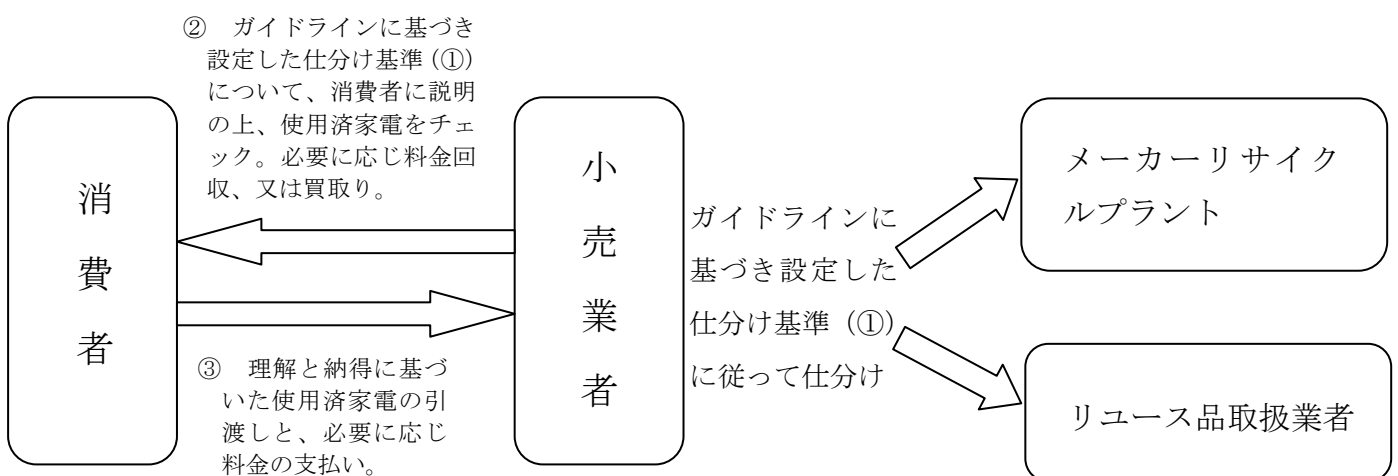 ② ガイドラインに基づき
設定した仕分け基準(①)
について、消費者に説明
の上、使用済家電をチェ
ック。必要に応じ料金回
収、又は買取り。
消
費
者
③ 理解と納得に基づ
いた使用済家電の引
渡しと、必要に応じ
料金の支払い。
小
売
業
者
ガイドラインに
基づき設定した
仕分け基準(①)
に従って仕分け
メーカーリサイク
ルプラント
リユース品取扱業者